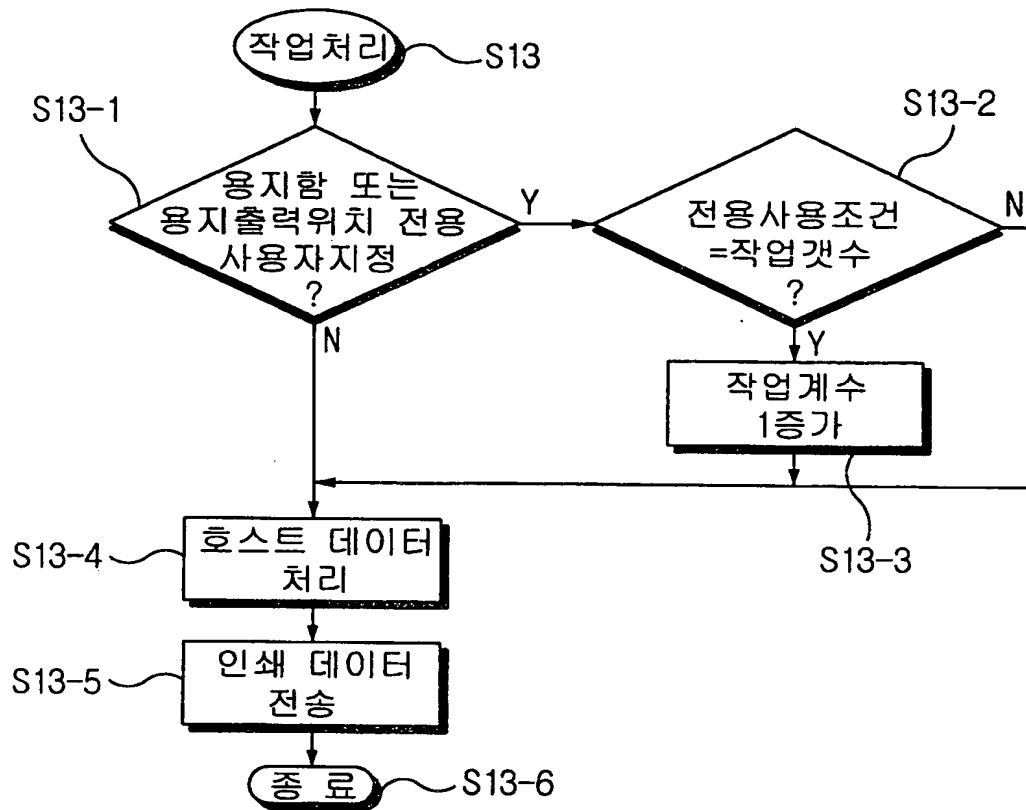 작업처리
S13
S13-1
S13-2
용지함 또는
용지출력위치 전용
사용자지정
?
Y
N
전용사용조건
=작업갯수
?
N
Y
작업계수
1증가
S13-3
S13-4
호스트 데이터
처리
S13-5
인쇄 데이터
전송
종 료
S13-6